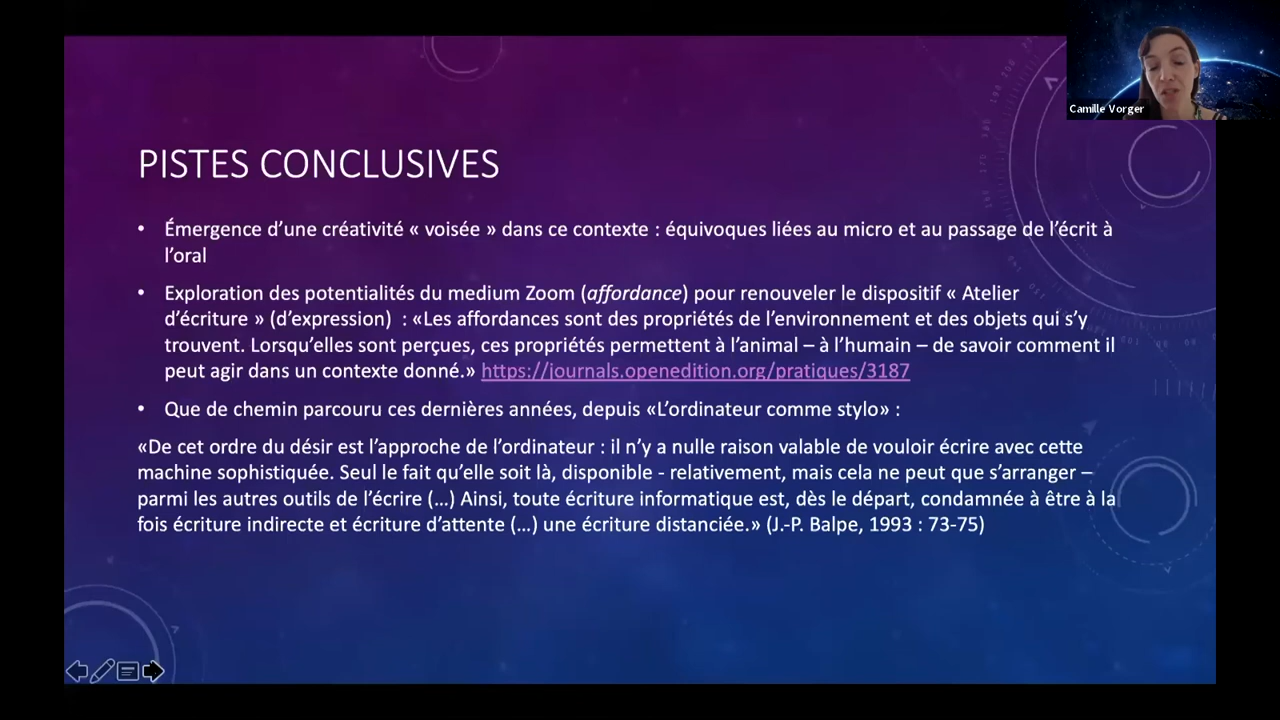 Camille Vorger
PISTES CONCLUSIVES
• Émergence d'une créativité « voisée » dans ce contexte : équivoques liées au micro et au passage de l'écrit à
l'oral
• Exploration des potentialités du medium Zoom (affordance) pour renouveler le dispositif « Atelier
d'écriture » (d'expression)  : «Les affordances sont des propriétés de l'environnement et des objets qui s'y
trouvent. Lorsqu'elles sont perçues, ces propriétés permettent à l'animal – à l'humain – de savoir comment il
peut agir dans un contexte donné.» https://journals.openedition.org/pratiques/3187
• Que de chemin parcouru ces dernières années, depuis «L'ordinateur comme stylo» :
«De cet ordre du désir est l'approche de l'ordinateur : il n'y a nulle raison valable de vouloir écrire avec cette
machine sophistiquée. Seul le fait qu'elle soit là, disponible - relativement, mais cela ne peut que s'arranger –
parmi les autres outils de l'écrire (…) Ainsi, toute écriture informatique est, dès le départ, condamnée à être à la
fois écriture indirecte et écriture d'attente (…) une écriture distanciée.» (J.-P. Balpe, 1993 : 73-75)